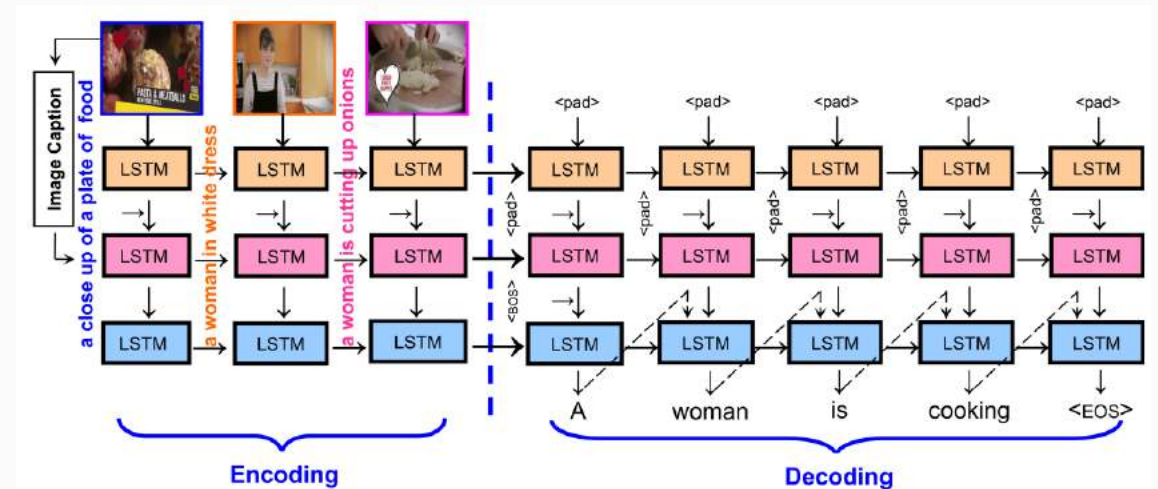 Image Caption
a close up of a plate of food
a woman in white dress
a woman is cutting up onions
PASTA & MEATBALLS
<pad> <pad> <pad> <pad> <pad>
LSTM LSTM LSTM LSTM LSTM LSTM LSTM LSTM
<pad> <pad> <pad> <pad> <pad>
LSTM LSTM LSTM LSTM LSTM LSTM LSTM LSTM
<BOS>
LSTM LSTM LSTM LSTM LSTM LSTM LSTM LSTM
A woman is cooking <EOS>
Encoding Decoding